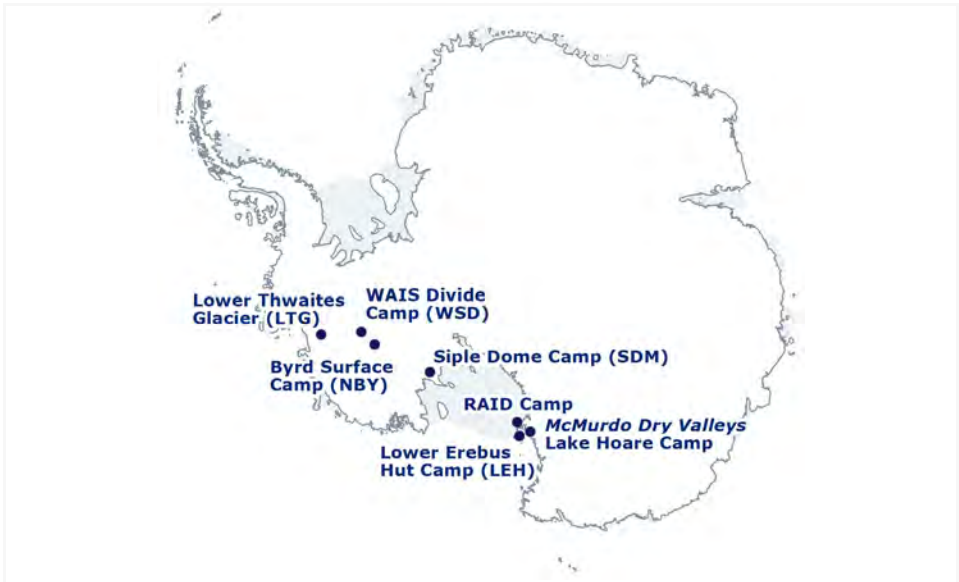 Lower Thwaites
Glacier (LTG)
WAIS Divide
Camp (WSD)
Byrd Surface
Camp (NBY)
Siple Dome Camp (SDM)
RAID Camp
McMurdo Dry Valleys
Lake Hoare Camp
Lower Erebus
Hut Camp (LEH)